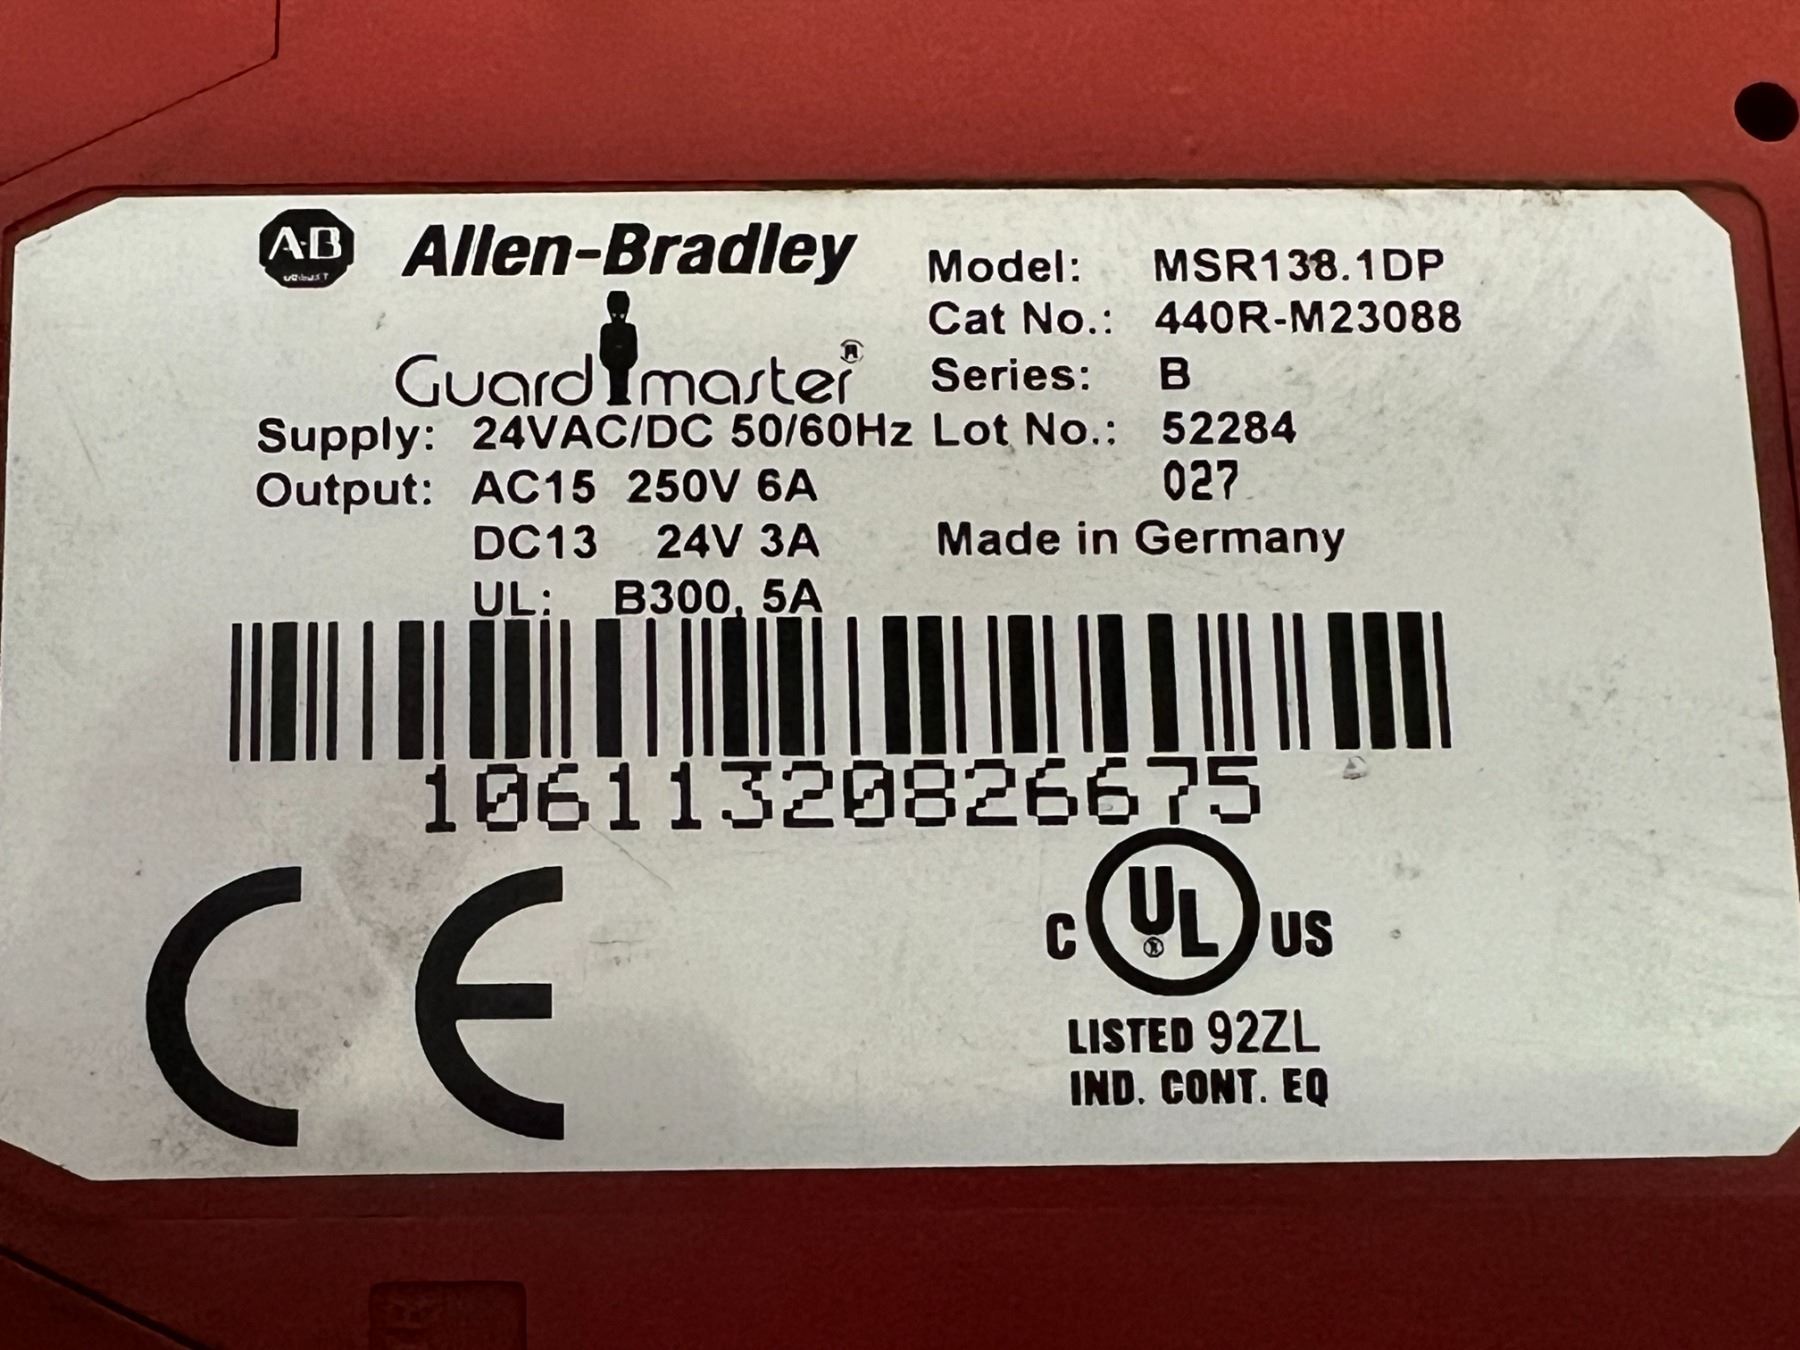 A-B Allen-Bradley
Guardmaster®
Model: MSR138.1DP
Cat No.: 440R-M23088
Series: B
Supply: 24VAC/DC 50/60Hz Lot No.: 52284
Output: AC15 250V 6A 027
DC13 24V 3A Made in Germany
UL: B300, 5A
10611320826675
CE
C UL® US
LISTED 92ZL
IND. CONT. EQ